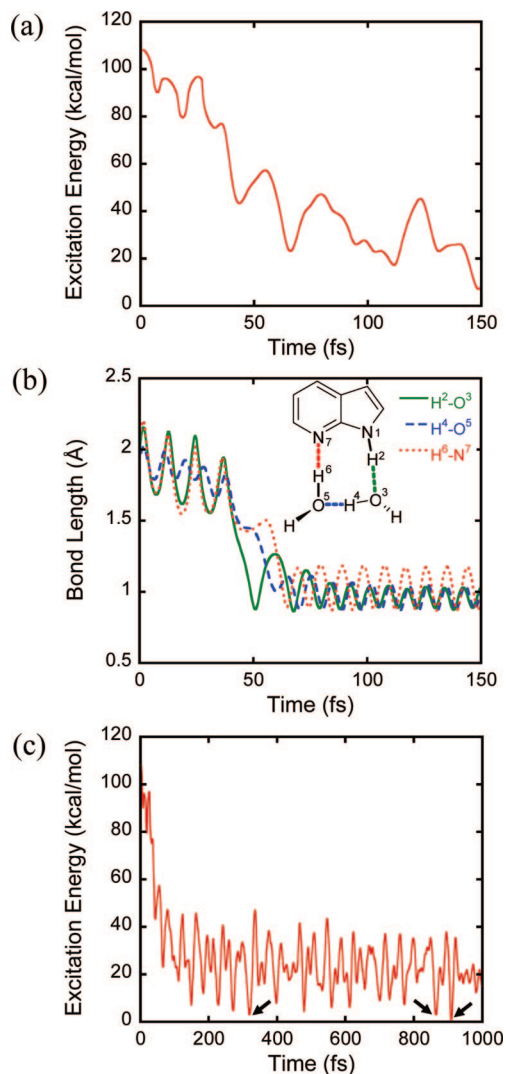 (a)
120
100
80
60
40
20
0
Excitation Energy (kcal/mol)
0 50 100 150
Time (fs)
(b)
2.5
2
1.5
1
0.5
Bond Length (Å)
H²-O³
H⁴-O⁵
H⁶-N⁷
N₇ N₁
H²
H⁶
O⁵ H⁴ O³
H H
0 50 100 150
Time (fs)
(c)
120
100
80
60
40
20
0
Excitation Energy (kcal/mol)
0 200 400 600 800 1000
Time (fs)